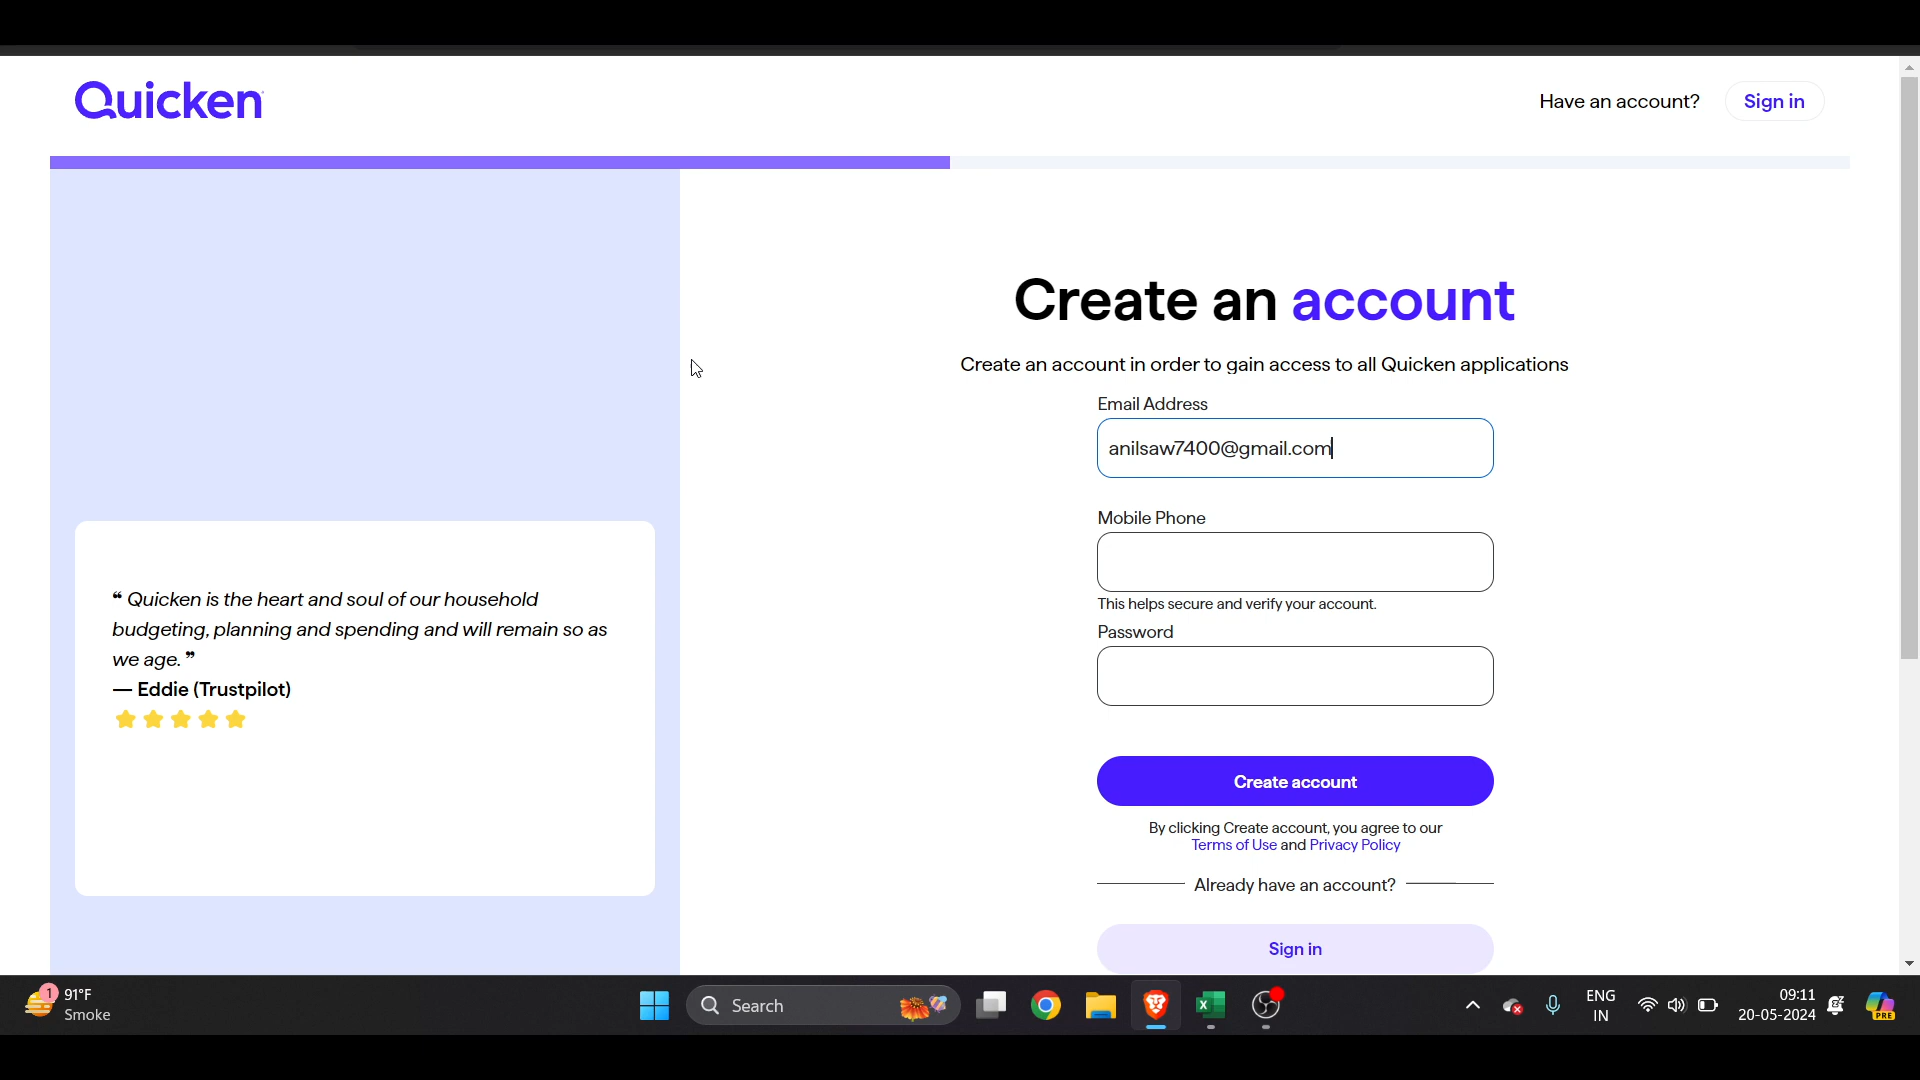 Quicken
Have an account?
Sign in
Create an account
Create an account in order to gain access to all Quicken applications
Email Address
anilsaw7400@gmail.com
Mobile Phone
This helps secure and verify your account.
Password
Create account
By clicking Create account, you agree to our
Terms of Use and Privacy Policy
Already have an account?
Sign in
❝ Quicken is the heart and soul of our household
budgeting, planning and spending and will remain so as
we age. ❞
— Eddie (Trustpilot)
1
91°F
Smoke
Search
ENG
IN
09:11
20-05-2024
PRE